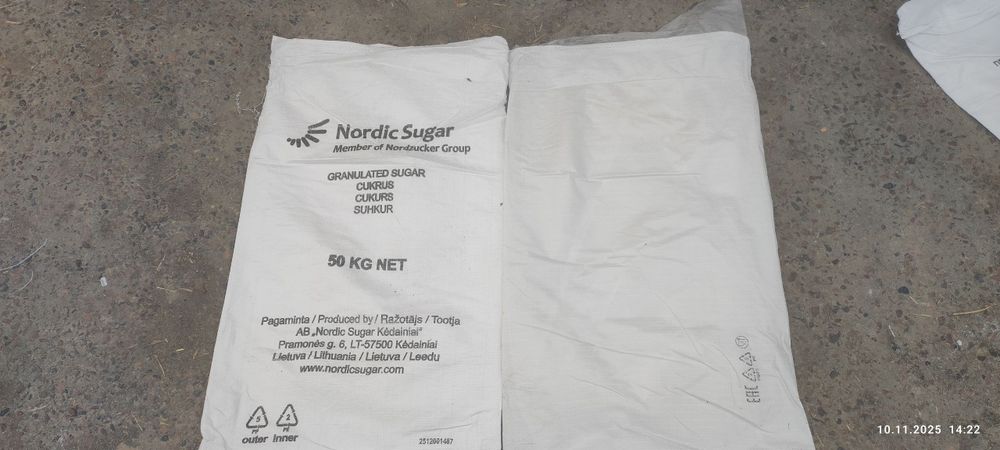 Nordic Sugar
Member of Nordzucker Group
GRANULATED SUGAR
CUKRUS
CUKURS
SUHKUR
50 KG NET
Pagaminta / Produced by / Ražotājs / Tootja
AB „Nordic Sugar Kėdainiai"
Pramonės g. 6, LT-57500 Kėdainiai
Lietuva / Lithuania / Lietuva / Leedu
www.nordicsugar.com
5 2
PP PE
outer inner
2512001487
EAC
10.11.2025 14:22